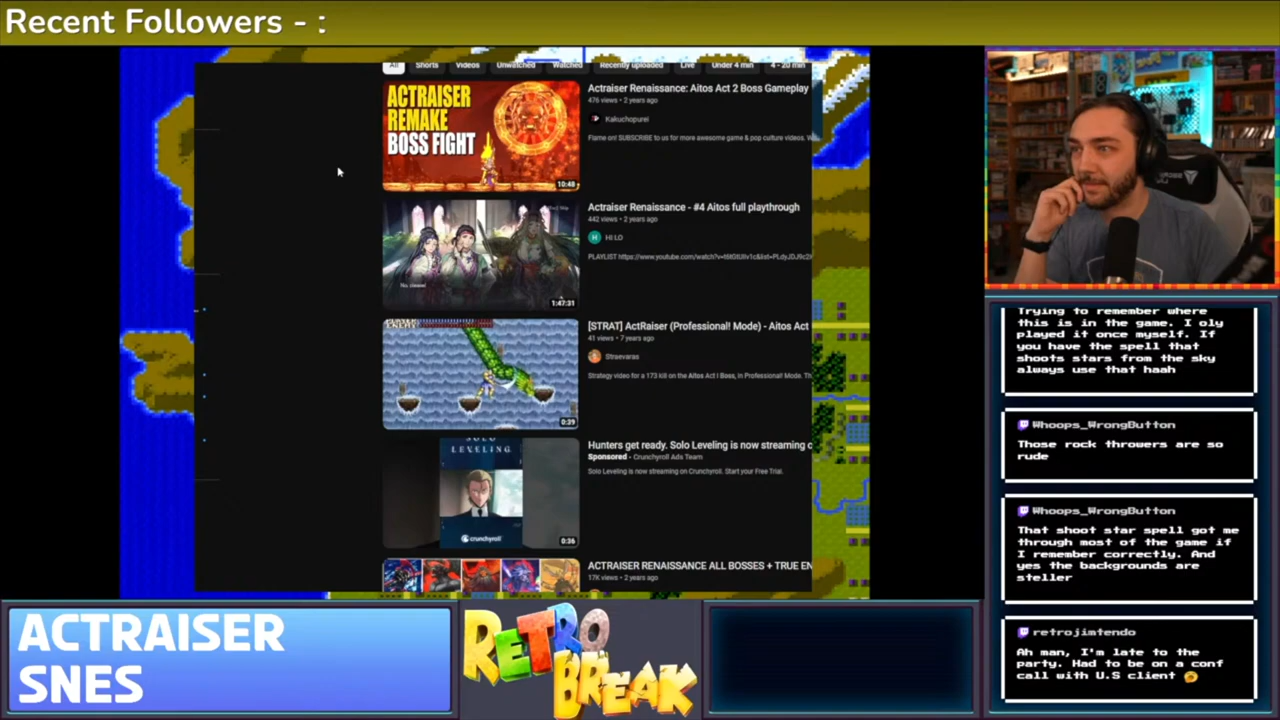 Recent Followers - :
All Shorts Videos Unwatched Watched Recently uploaded Live Under 4 min 4 - 20 min
ACTRAISER
REMAKE
BOSS FIGHT
10:48
Actraiser Renaissance: Aitos Act 2 Boss Gameplay
476 views • 2 years ago
Kakuchopurei
Flame on! SUBSCRIBE to us for more awesome game & pop culture videos.
1:47:31
Actraiser Renaissance - #4 Aitos full playthrough
442 views • 2 years ago
H HI LO
0:39
[STRAT] ActRaiser (Professional! Mode) - Aitos Act
41 views • 7 years ago
Straevaras
Strategy video for a 173 kill on the Aitos Act I Boss, in Professional! Mode.
SOLO
LEVELING
crunchyroll
0:36
Hunters get ready. Solo Leveling is now streaming
Sponsored • Crunchyroll Ads Team
Solo Leveling is now streaming on Crunchyroll. Start your Free Trial.
ACTRAISER RENAISSANCE ALL BOSSES + TRUE EN
17K views • 2 years ago
Trying to remember where
this is in the game. I oly
played it once myself. If
you have the spell that
shoots stars from the sky
always use that haah
Whoops_WrongButton
Those rock throwers are so
rude
Whoops_WrongButton
That shoot star spell got me
through most of the game if
I remember correctly. And
yes the backgrounds are
steller
retrojimtendo
Ah man, I'm late to the
party. Had to be on a conf
call with U.S client
ACTRAISER
SNES
RETRO
BREAK